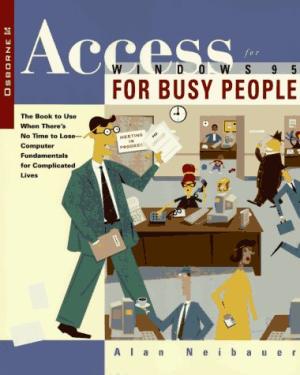 OSBORNE
Access for
WINDOWS 95
FOR BUSY PEOPLE
The Book to Use
When There's
No Time to Lose—
Computer
Fundamentals
for Complicated
Lives
MEETING
IN
PROGRESS!
Alan Neibauer